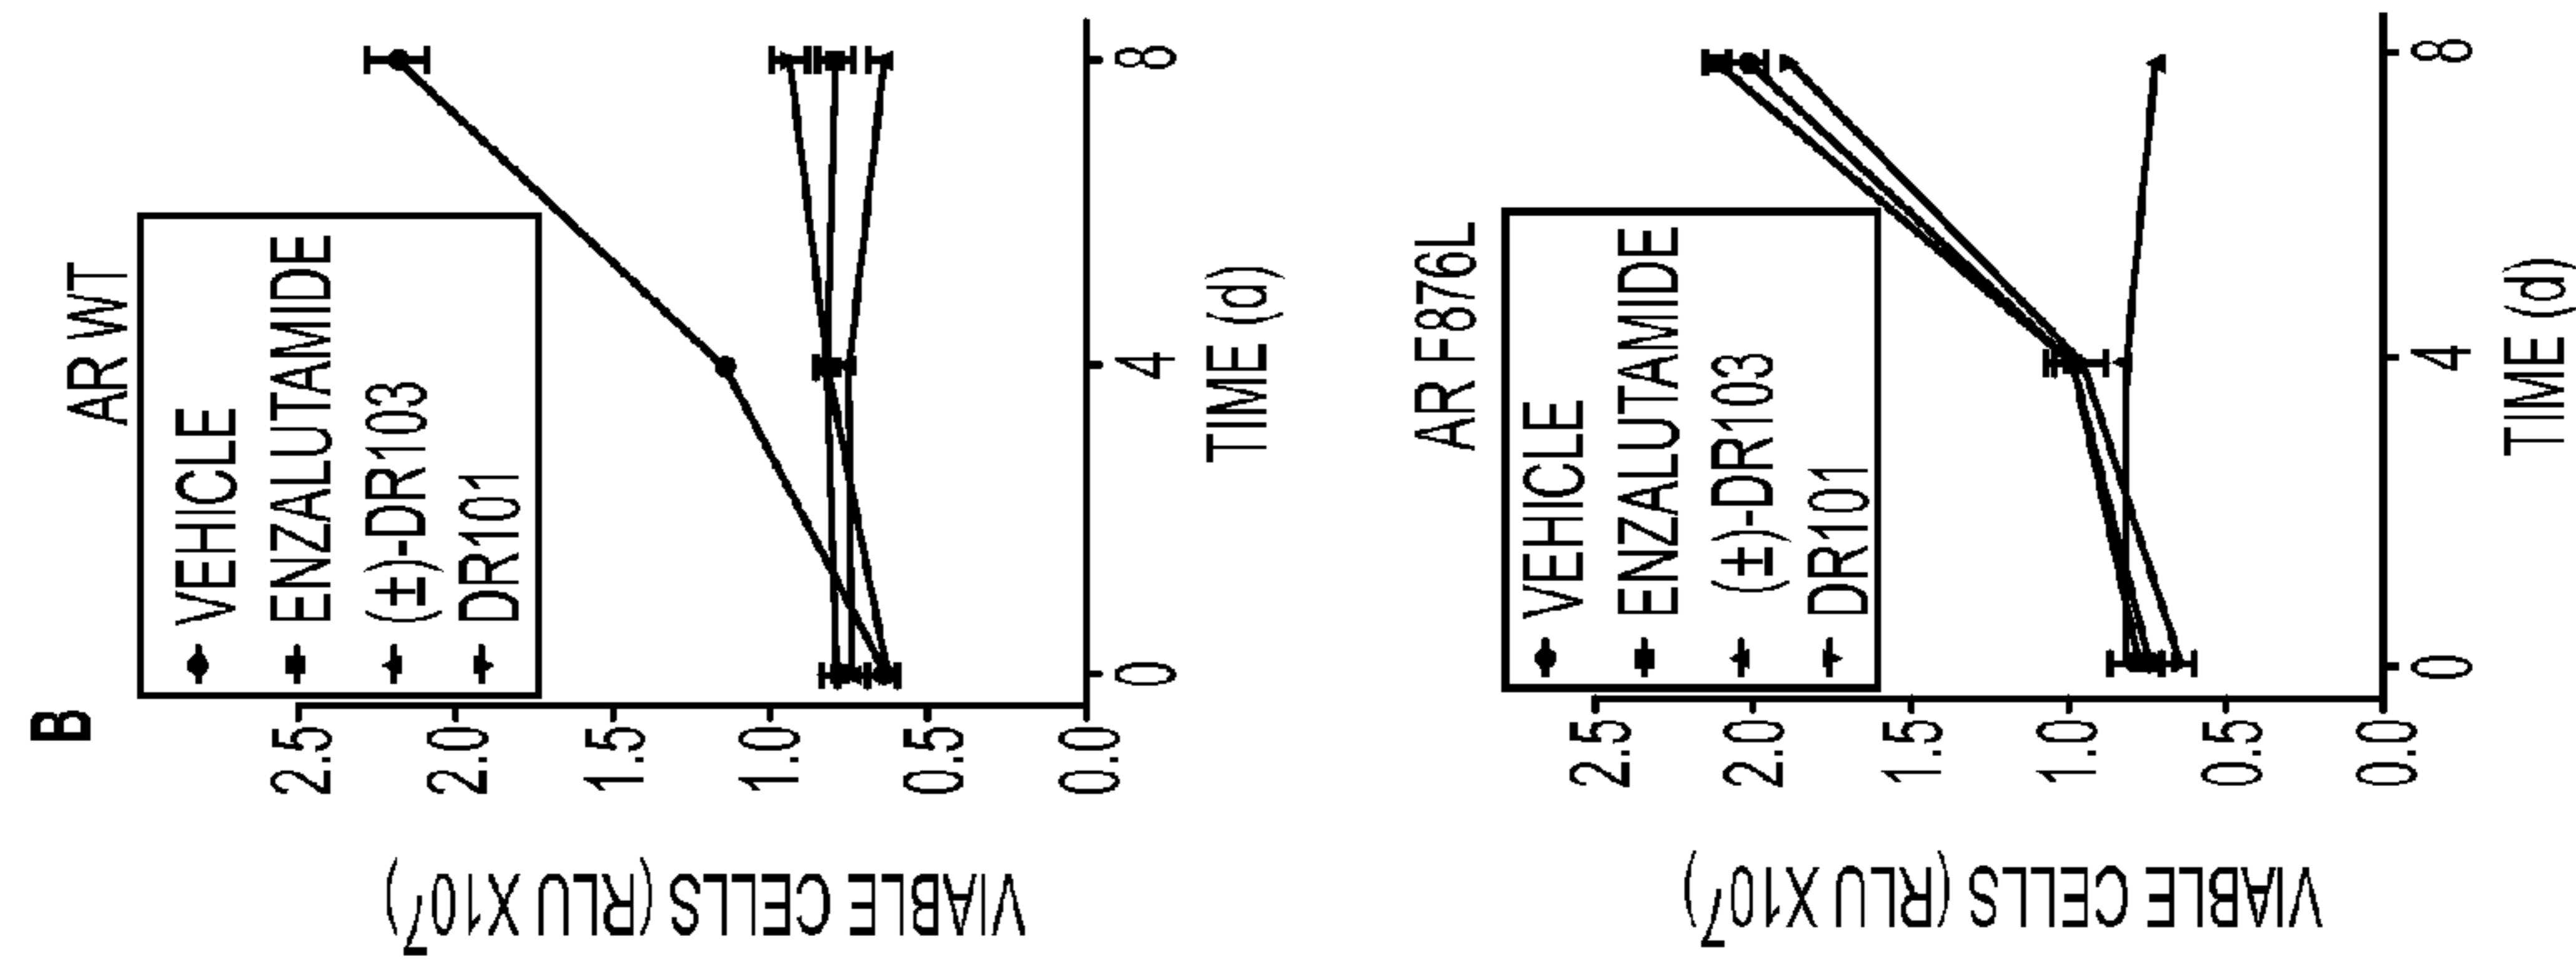 B
AR WT
VEHICLE
ENZALUTAMIDE
(±)-DR103
DR101
VIABLE CELLS (RLU X10⁷)
2.5
2.0
1.5
1.0
0.5
0.0
0
4
8
TIME (d)
AR F876L
VEHICLE
ENZALUTAMIDE
(±)-DR103
DR101
VIABLE CELLS (RLU X10⁷)
2.5
2.0
1.5
1.0
0.5
0.0
0
4
8
TIME (d)